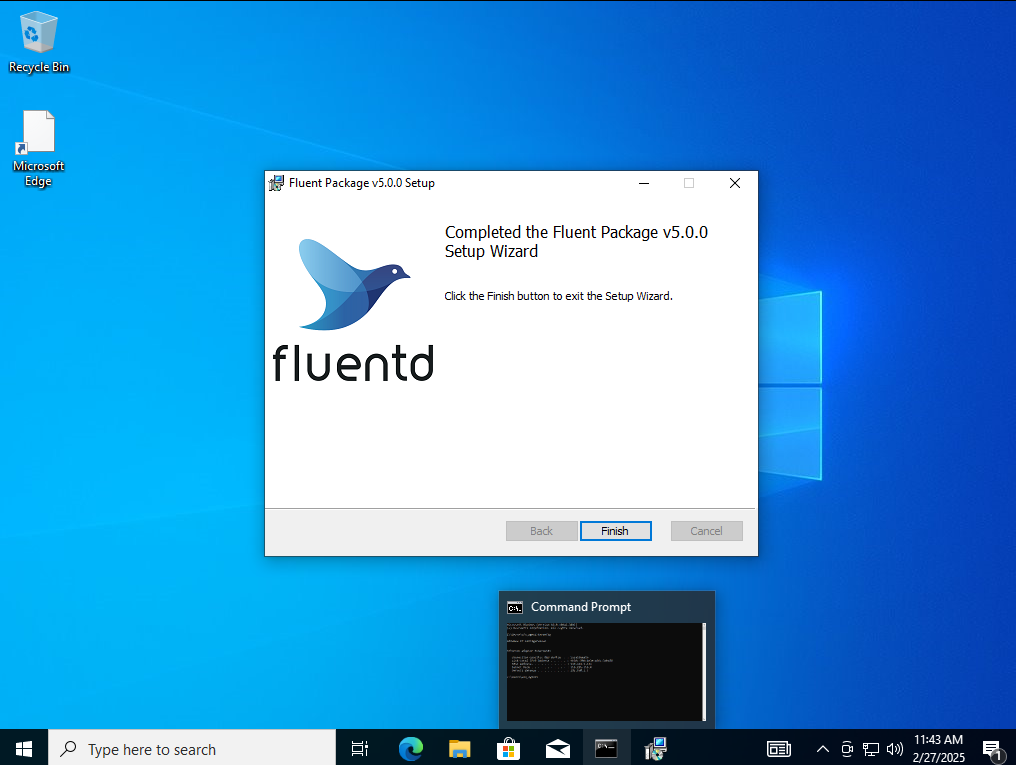 Recycle Bin
Microsoft
Edge
Fluent Package v5.0.0 Setup
Completed the Fluent Package v5.0.0
Setup Wizard
Click the Finish button to exit the Setup Wizard.
fluentd
Back
Finish
Cancel
Command Prompt
Type here to search
11:43 AM
2/27/2025
1